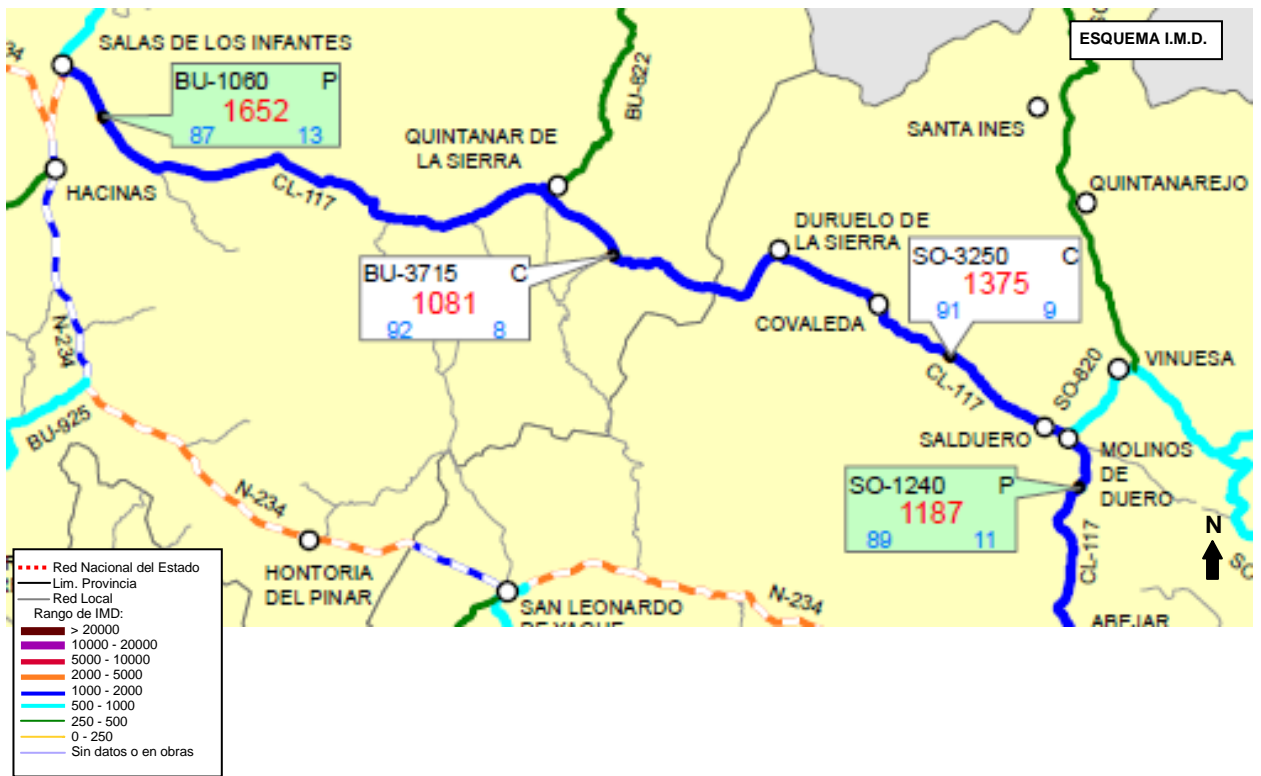 ESQUEMA I.M.D.
SALAS DE LOS INFANTES
BU-1060 P
1652
87 13
BU-822
SANTA INES
QUINTANAR DE
LA SIERRA
HACINAS
CL-117
QUINTANAREJO
DURUELO DE
LA SIERRA
SO-3250 C
1375
91 9
BU-3715 C
1081
92 8
COVALEDA
N-234
VINUESA
SO-820
CL-117
BU-925
SALDUERO
MOLINOS
DE
DUERO
SO-1240 P
1187
89 11
N-234
N
CL-117
HONTORIA
DEL PINAR
SAN LEONARDO
N-234
ABEJAR
Red Nacional del Estado
Lim. Provincia
Red Local
Rango de IMD:
> 20000
10000 - 20000
5000 - 10000
2000 - 5000
1000 - 2000
500 - 1000
250 - 500
0 - 250
Sin datos o en obras